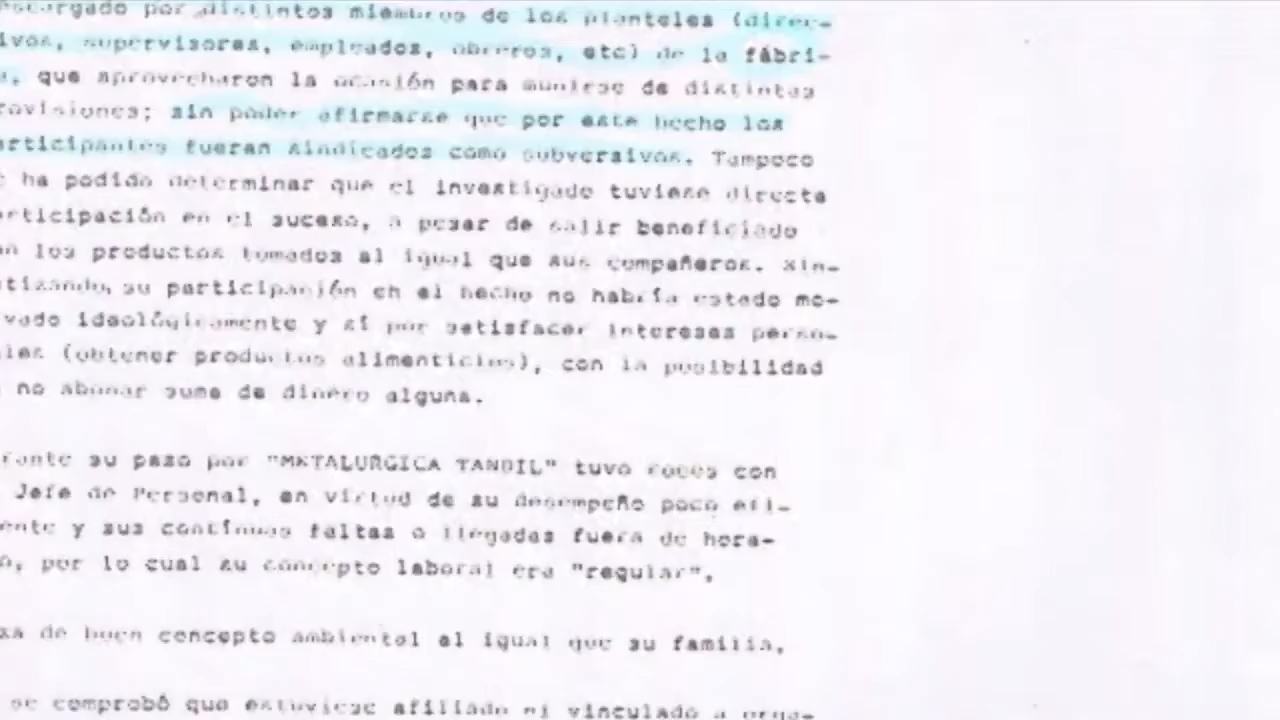 escargado por distintos miembros de los planteles (direc-
ivos, supervisores, empleados, obreros, etc) de la fábri-
a, que aprovecharon la ocasión para munirse de distintas
rovisiones; sin poder afirmarse que por este hecho los
articipantes fueran sindicados como subversivos. Tampoco
e ha podido determinar que el investigado tuviese directa
articipación en el suceso, a pesar de salir beneficiado
on los productos tomados al igual que sus compañeros. Sin-
tizando, su participación en el hecho no habría estado mo-
vado ideológicamente y sí por satisfacer intereses perso-
les (obtener productos alimenticios), con la posibilidad
no abonar suma de dinero alguna.
rante su paso por "METALURGICA TANDIL" tuvo roces con
Jefe de Personal, en virtud de su desempeño poco efi-
ente y sus contínuas faltas o llegadas fuera de hora-
o, por lo cual su concepto laboral era "regular",
za de buen concepto ambiental al igual que su familia,
se comprobó que estuviese afiliado ni vinculado a orga-